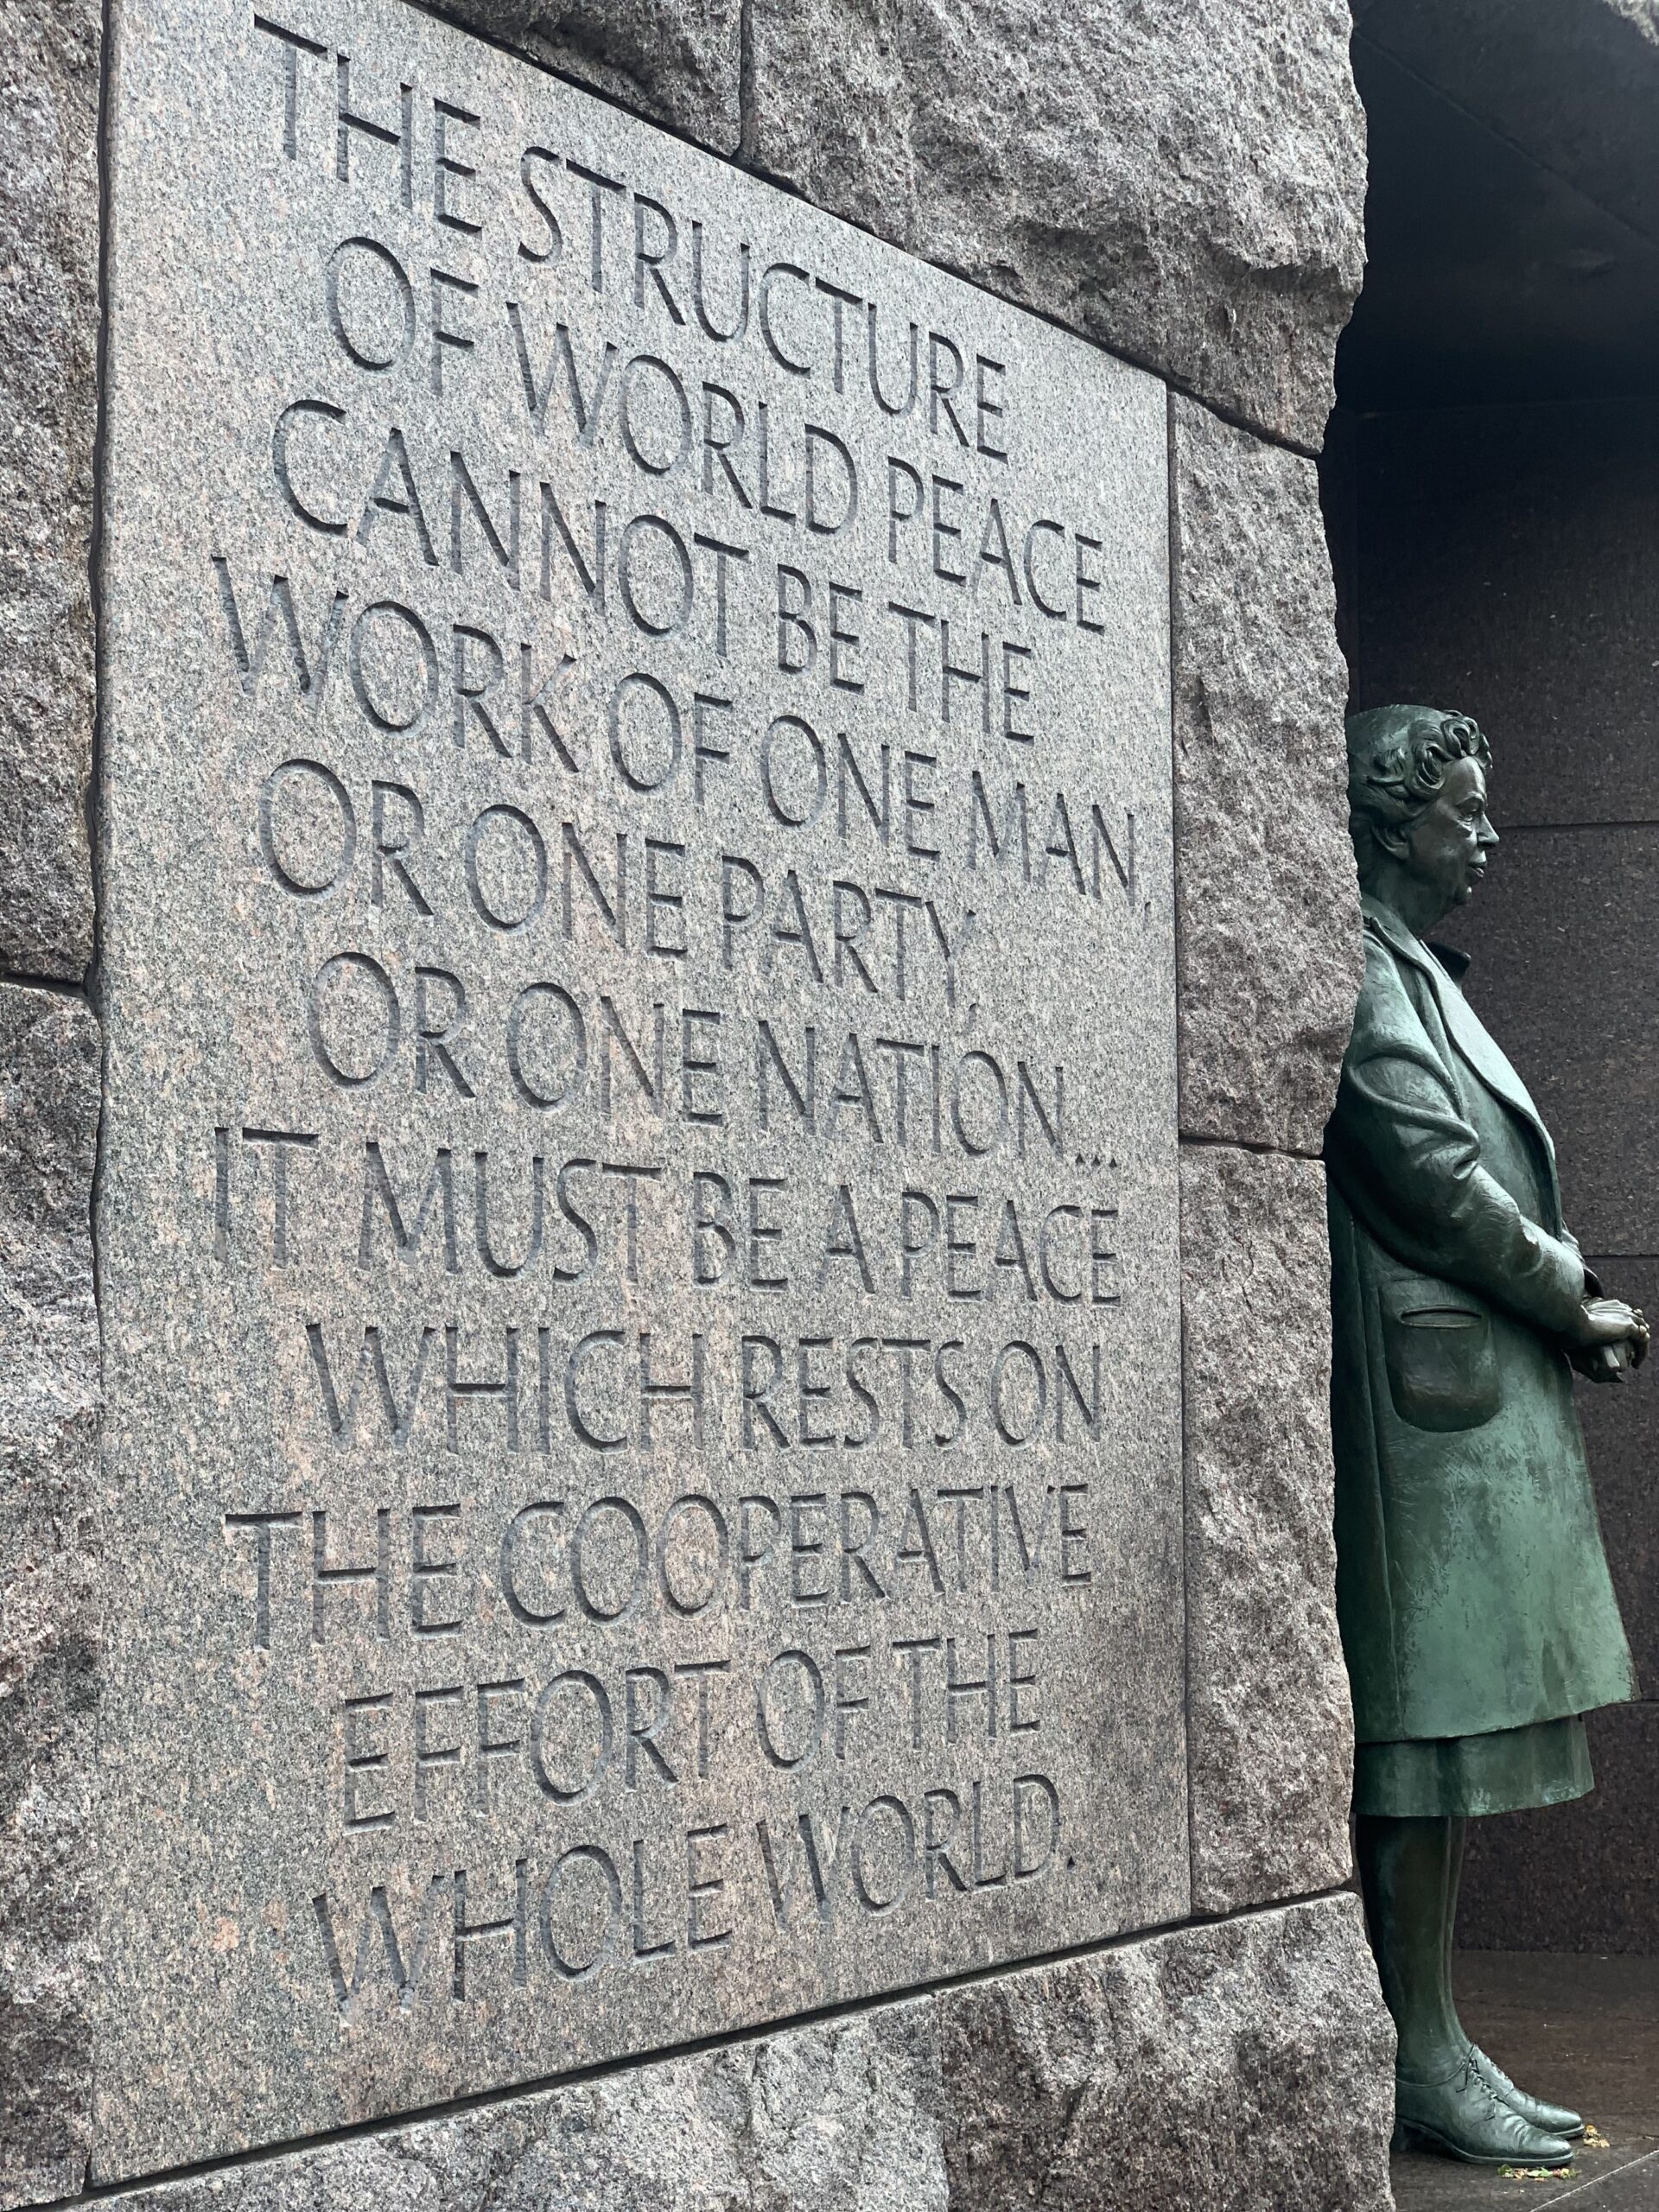 THE STRUCTURE
OF WORLD PEACE
CANNOT BE THE
WORK OF ONE MAN,
OR ONE PARTY,
OR ONE NATION...
IT MUST BE A PEACE
WHICH RESTS ON
THE COOPERATIVE
EFFORT OF THE
WHOLE WORLD.